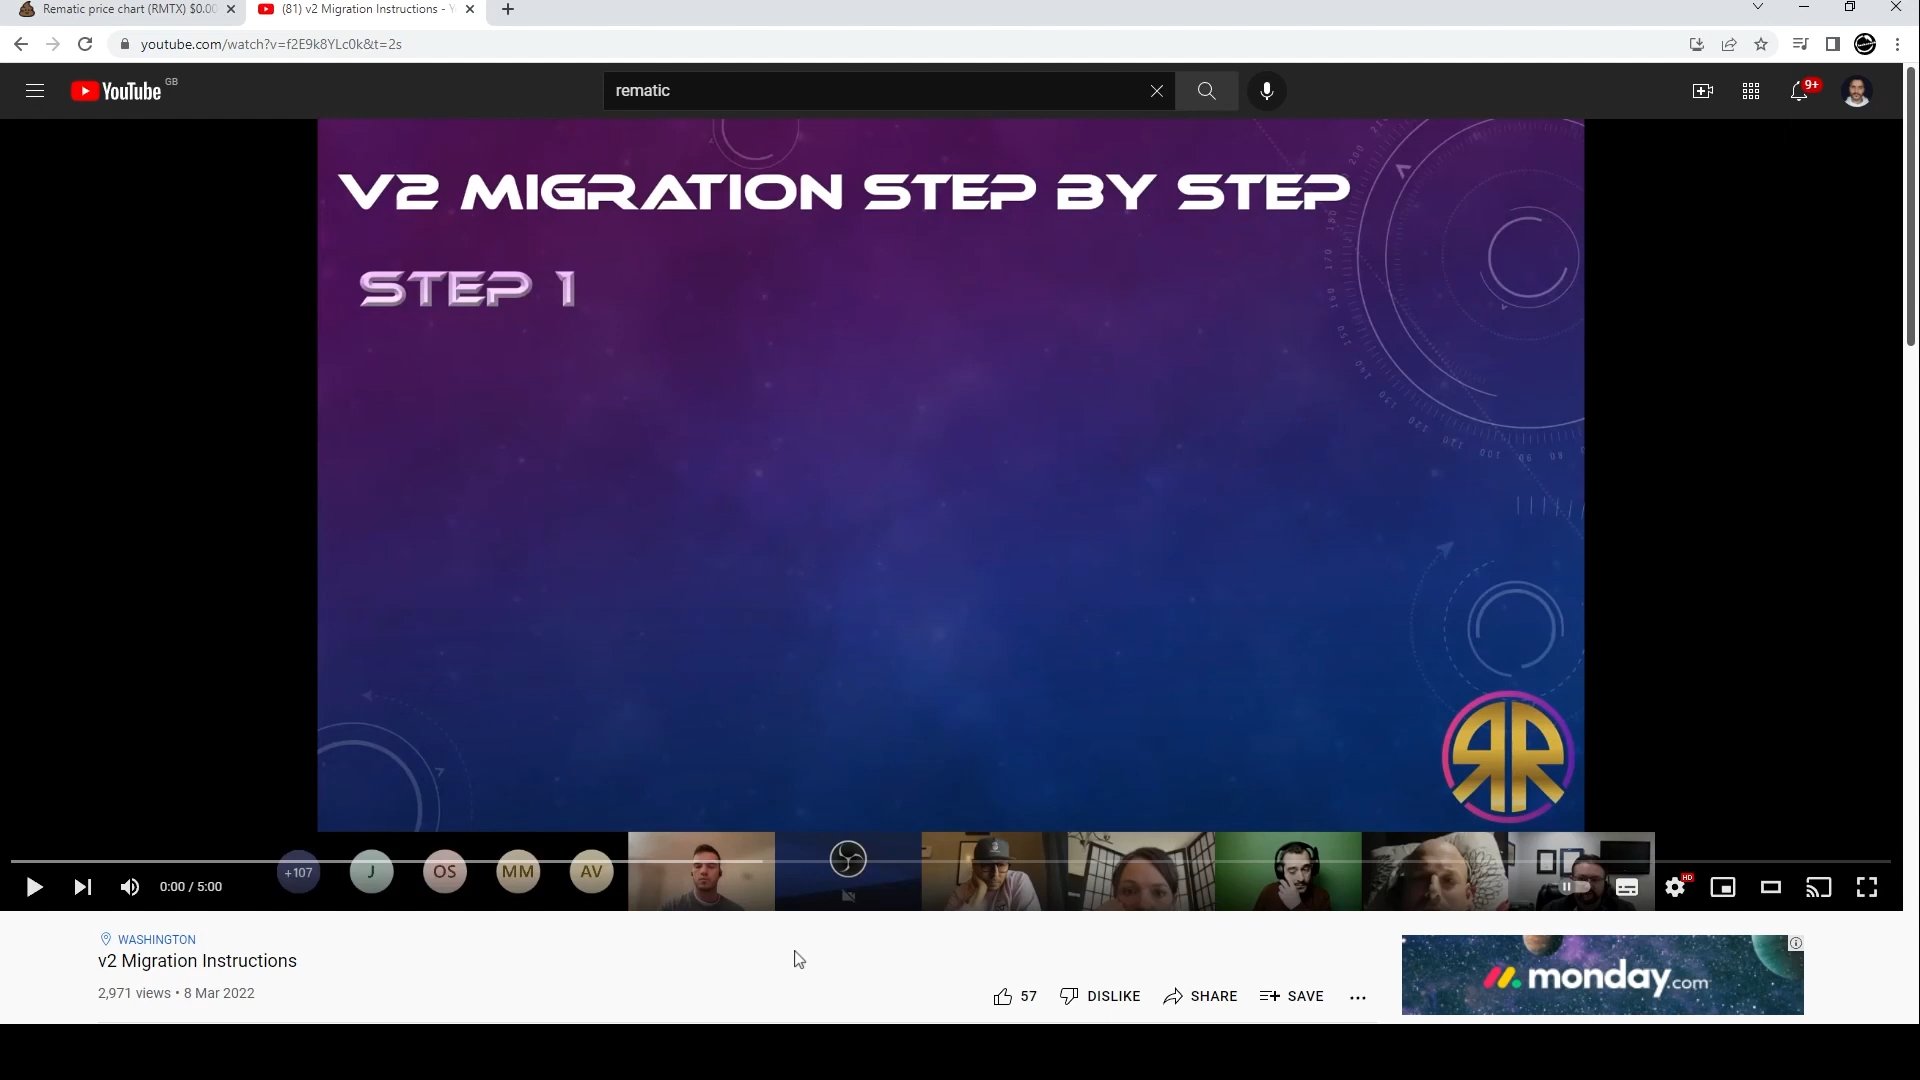 Rematic price chart (RMTX) $0.00
(81) v2 Migration Instructions - Y
youtube.com/watch?v=f2E9k8YLc0k&t=2s
YouTube GB
rematic
9+
V2 MIGRATION STEP BY STEP
STEP 1
+107
J
OS
MM
AV
0:00 / 5:00
HD
WASHINGTON
v2 Migration Instructions
2,971 views • 8 Mar 2022
57
DISLIKE
SHARE
SAVE
monday.com